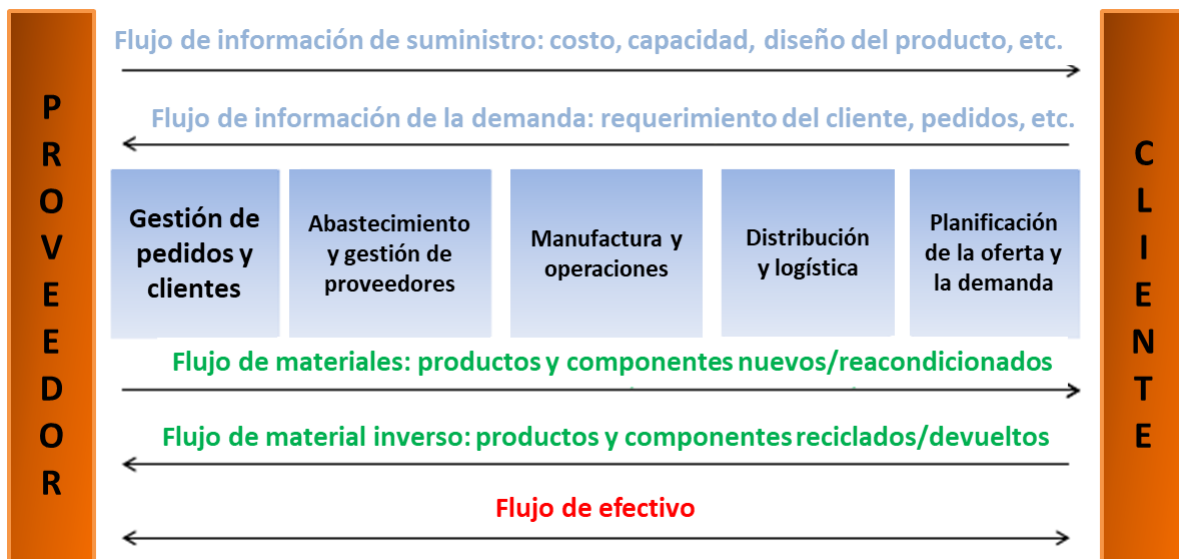 PROVEEDOR
Flujo de información de suministro: costo, capacidad, diseño del producto, etc.
Flujo de información de la demanda: requerimiento del cliente, pedidos, etc.
Gestión de
pedidos y
clientes
Abastecimiento
y gestión de
proveedores
Manufactura y
operaciones
Distribución
y logística
Planificación
de la oferta y
la demanda
Flujo de materiales: productos y componentes nuevos/reacondicionados
Flujo de material inverso: productos y componentes reciclados/devueltos
Flujo de efectivo
CLIENTE